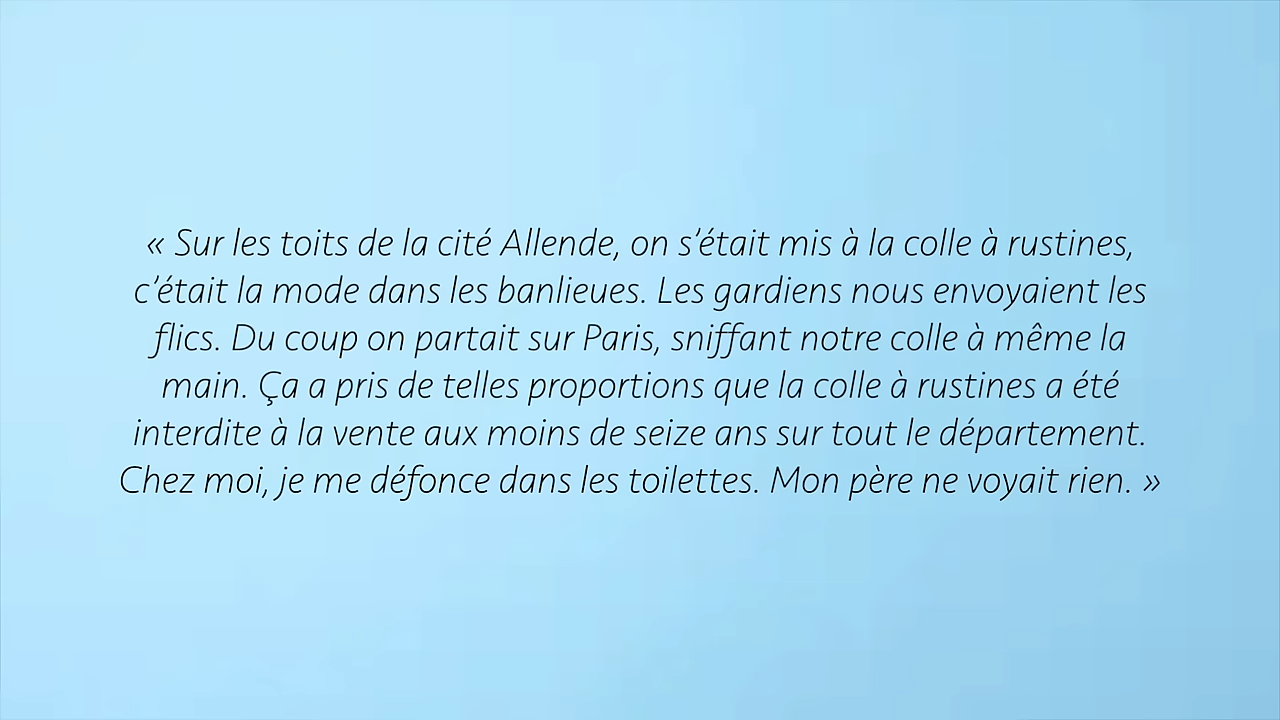 « Sur les toits de la cité Allende, on s’était mis à la colle à rustines,
c’était la mode dans les banlieues. Les gardiens nous envoyaient les
flics. Du coup on partait sur Paris, sniffant notre colle à même la
main. Ça a pris de telles proportions que la colle à rustines a été
interdite à la vente aux moins de seize ans sur tout le département.
Chez moi, je me défonce dans les toilettes. Mon père ne voyait rien. »